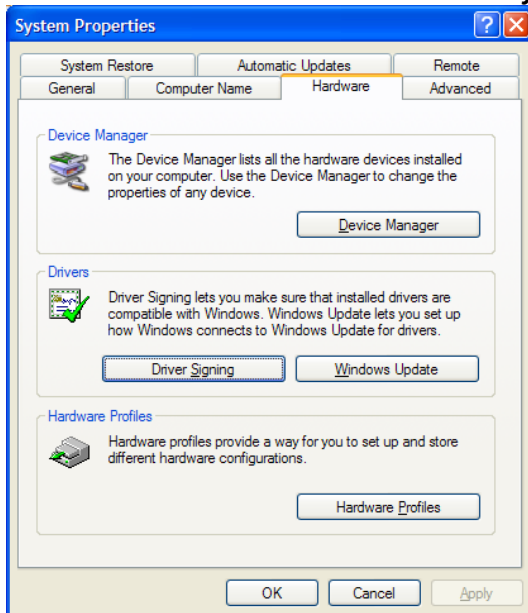 System Properties
System Restore Automatic Updates Remote
General Computer Name Hardware Advanced
Device Manager
The Device Manager lists all the hardware devices installed
on your computer. Use the Device Manager to change the
properties of any device.
Device Manager
Drivers
Driver Signing lets you make sure that installed drivers are
compatible with Windows. Windows Update lets you set up
how Windows connects to Windows Update for drivers.
Driver Signing Windows Update
Hardware Profiles
Hardware profiles provide a way for you to set up and store
different hardware configurations.
Hardware Profiles
OK Cancel Apply